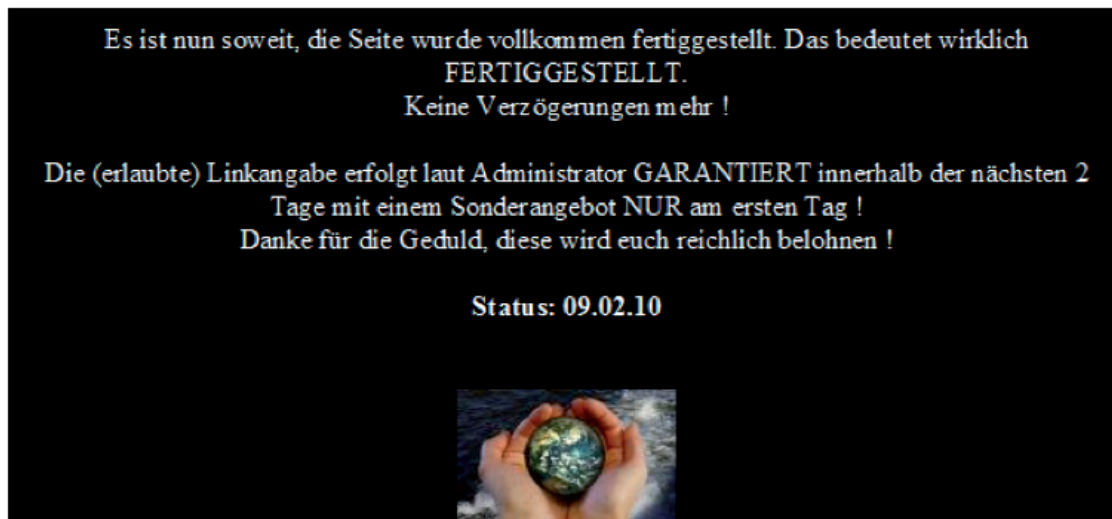 Es ist nun soweit, die Seite wurde vollkommen fertiggestellt. Das bedeutet wirklich
FERTIGGESTELLT.
Keine Verzögerungen mehr !
Die (erlaubte) Linkangabe erfolgt laut Administrator GARANTIERT innerhalb der nächsten 2
Tage mit einem Sonderangebot NUR am ersten Tag !
Danke für die Geduld, diese wird euch reichlich belohnen !
Status: 09.02.10